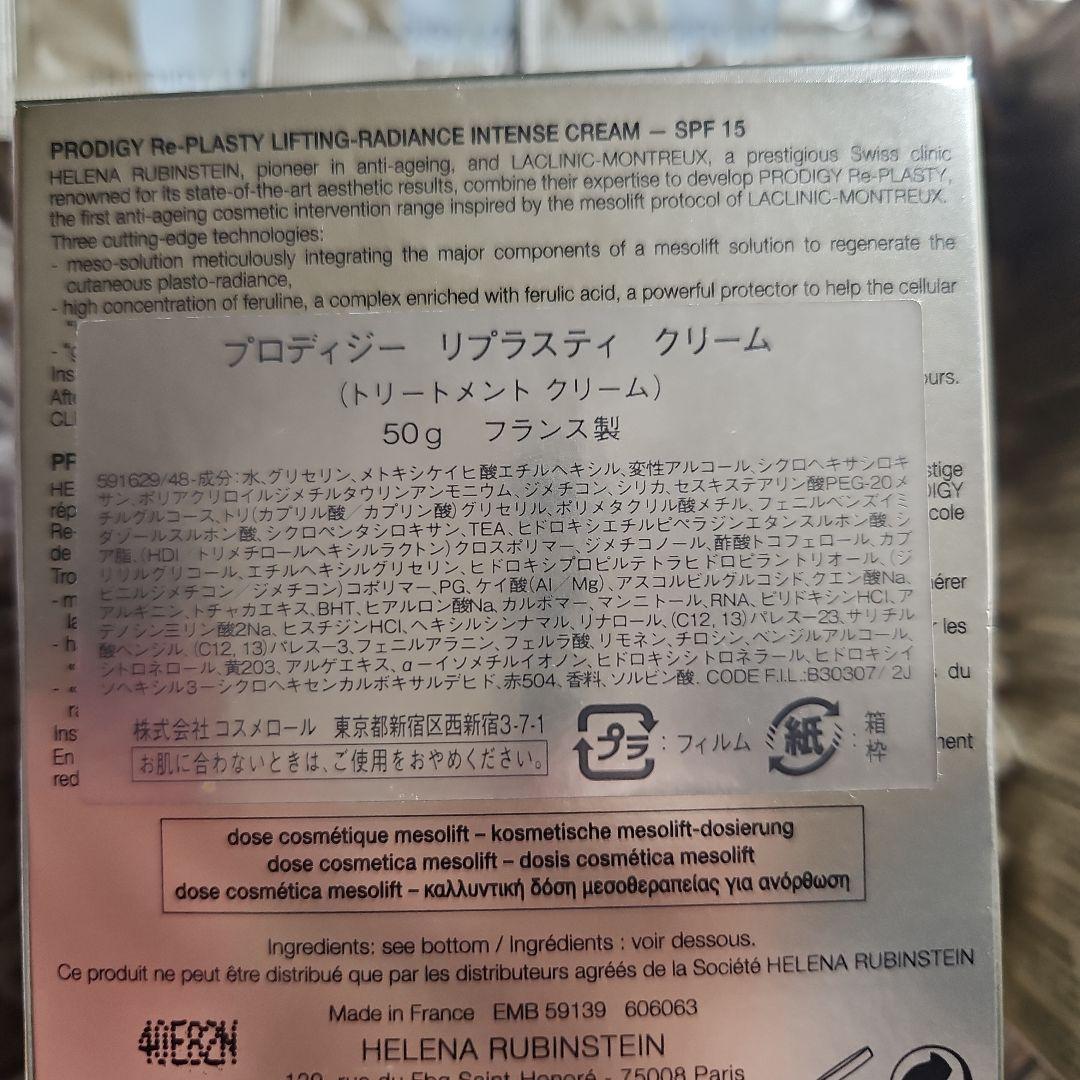 PRODIGY Re-PLASTY LIFTING-RADIANCE INTENSE CREAM – SPF 15
HELENA RUBINSTEIN, pioneer in anti-ageing, and LACLINIC-MONTREUX, a prestigious Swiss clinic
renowned for its state-of-the-art aesthetic results, combine their expertise to develop PRODIGY Re-PLASTY,
the first anti-ageing cosmetic intervention range inspired by the mesolift protocol of LACLINIC-MONTREUX.
Three cutting-edge technologies:
- meso-solution meticulously integrating the major components of a mesolift solution to regenerate the
cutaneous plasto-radiance,
- high concentration of feruline, a complex enriched with ferulic acid, a powerful protector to help the cellular
プロディジー リプラスティ クリーム
(トリートメント クリーム)
50g フランス製
591629/48-成分:水、グリセリン、メトキシケイヒ酸エチルヘキシル、変性アルコール、シクロヘキサシロキ
サン、ポリアクリロイルジメチルタウリンアンモニウム、ジメチコン、シリカ、セスキステアリン酸PEG-20メ
チルグルコース、トリ(カプリル酸/カプリン酸)グリセリル、ポリメタクリル酸メチル、フェニルベンズイミ
ダゾールスルホン酸、シクロペンタシロキサン、TEA、ヒドロキシエチルピペラジンエタンスルホン酸、シ
ア脂、(HDI/トリメチロールヘキシルラクトン)クロスポリマー、ジメチコノール、酢酸トコフェロール、カプ
リリルグリコール、エチルヘキシルグリセリン、ヒドロキシプロピルテトラヒドロピラントリオール、(ジ
ビニルジメチコン/ジメチコン)コポリマー、PG、ケイ酸(Al/Mg)、アスコルビルグルコシド、クエン酸Na、
アルギニン、トチャカエキス、BHT、ヒアルロン酸Na、カルボマー、マンニトール、RNA、ピリドキシンHCl、ア
デノシン三リン酸2Na、ヒスチジンHCl、ヘキシルシンナマル、リナロール、(C12, 13)パレス-23、サリチル
酸ベンジル、(C12, 13)パレス-3、フェニルアラニン、フェルラ酸、リモネン、チロシン、ベンジルアルコール、
シトロネロール、黄203、アルゲエキス、α-イソメチルイオノン、ヒドロキシシトロネラール、ヒドロキシイ
ソヘキシル3-シクロヘキセンカルボキサルデヒド、赤504、香料、ソルビン酸. CODE F.I.L.:B30307/ 2J
株式会社 コスメロール 東京都新宿区西新宿3-7-1
お肌に合わないときは、ご使用をおやめください。
プラ : フィルム 紙 : 箱 枠
dose cosmétique mesolift – kosmetische mesolift-dosierung
dose cosmetica mesolift – dosis cosmética mesolift
dose cosmética mesolift – καλλυντική δόση μεσοθεραπείας για ανόρθωση
Ingredients: see bottom / Ingrédients : voir dessous.
Ce produit ne peut être distribué que par les distributeurs agréés de la Société HELENA RUBINSTEIN
Made in France EMB 59139 606063
40E82N
HELENA RUBINSTEIN
129, rue du Fbg Saint-Honoré - 75008 Paris